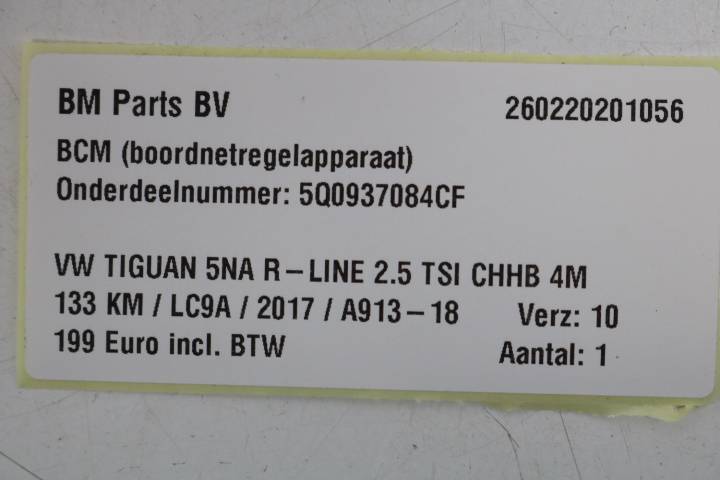 BM Parts BV 260220201056
BCM (boordnetregelapparaat)
Onderdeelnummer: 5Q0937084CF
VW TIGUAN 5NA R-LINE 2.5 TSI CHHB 4M
133 KM / LC9A / 2017 / A913-18 Verz: 10
199 Euro incl. BTW Aantal: 1